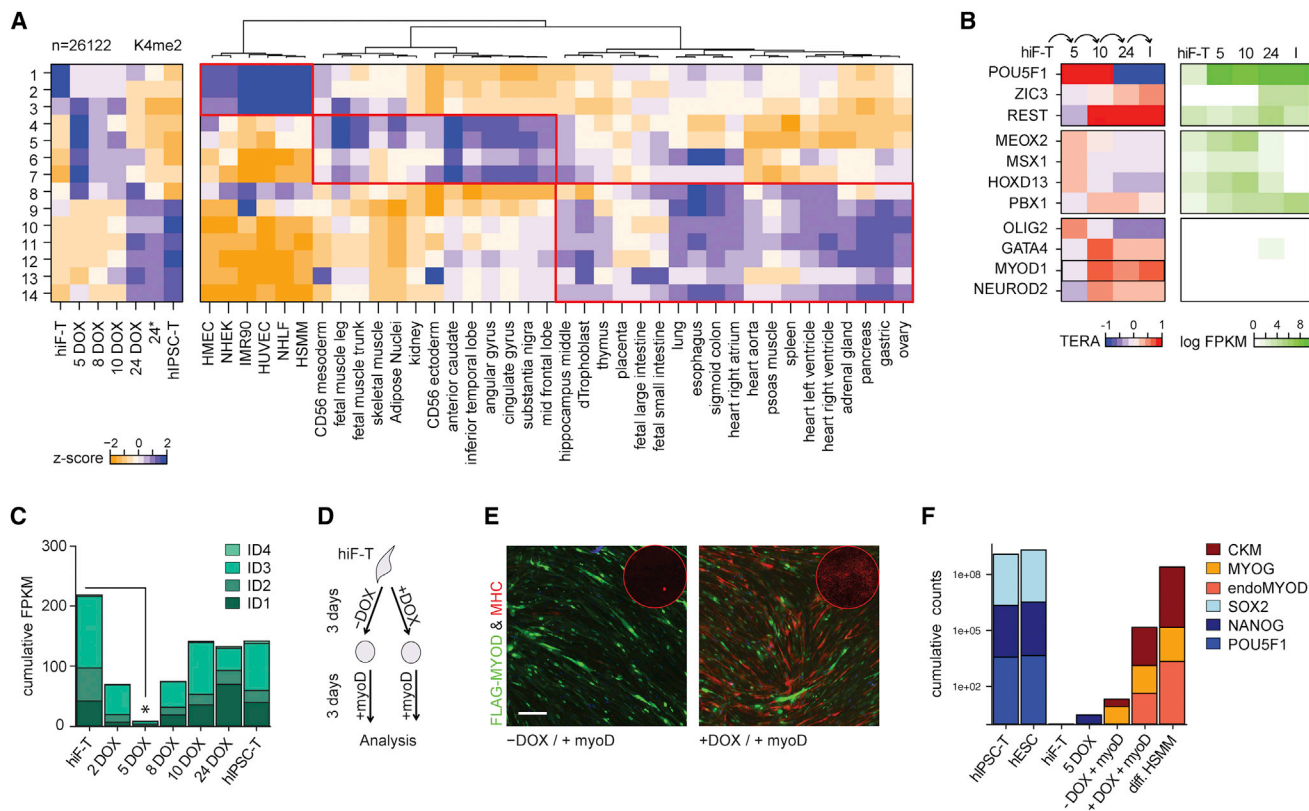 A
n=26122 K4me2
1
2
3
4
5
6
7
8
9
10
11
12
13
14
hiF-T
5 DOX
8 DOX
10 DOX
24 DOX
24*
hIPSC-T
HMEC
NHEK
IMR90
HUVEC
NHLF
HSMM
CD56 mesoderm
fetal muscle leg
fetal muscle trunk
skeletal muscle
Adipose Nuclei
kidney
CD56 ectoderm
anterior caudate
inferior temporal lobe
angular gyrus
cingulate gyrus
substantia nigra
mid frontal lobe
hippocampus middle
dTrophoblast
thymus
placenta
fetal large intestine
fetal small intestine
lung
esophagus
sigmoid colon
heart right atrium
heart aorta
psoas muscle
spleen
heart left ventricle
heart right ventricle
adrenal gland
pancreas
gastric
ovary
−2 0 2
z-score
B
hiF-T 5 10 24 I
hiF-T 5 10 24 I
POU5F1
ZIC3
REST
MEOX2
MSX1
HOXD13
PBX1
OLIG2
GATA4
MYOD1
NEUROD2
TERA
-1 0 1
log FPKM
0 4 8
C
cumulative FPKM
300
200
100
0
ID4
ID3
ID2
ID1
*
hiF-T
2 DOX
5 DOX
8 DOX
10 DOX
24 DOX
hIPSC-T
D
hiF-T
3 days
−DOX
+DOX
3 days
+myoD
+myoD
Analysis
E
FLAG-MYOD & MHC
−DOX / + myoD
+DOX / + myoD
F
cumulative counts
1e+08
1e+05
1e+02
CKM
MYOG
endoMYOD
SOX2
NANOG
POU5F1
hIPSC-T
hESC
hiF-T
5 DOX
-DOX + myoD
+ DOX + myoD
diff. HSMM